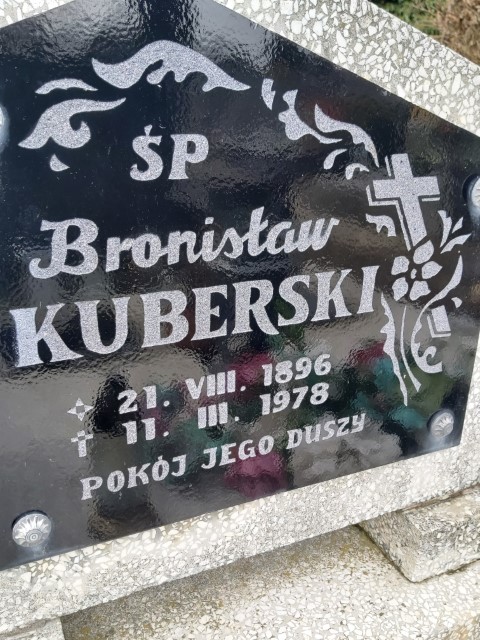 ŚP
Bronisław
KUBERSKI
21. VIII. 1896
11. III. 1978
POKÓJ JEGO DUSZY